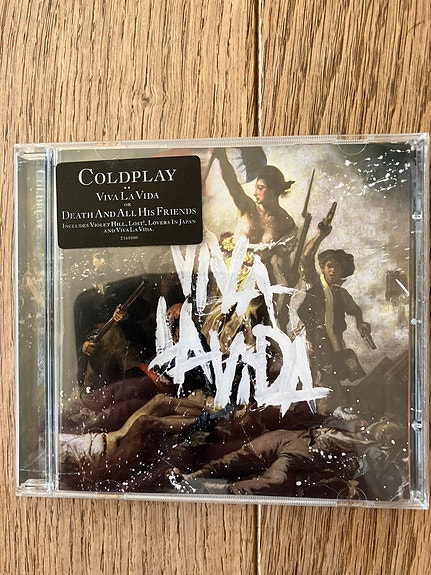 COLDPLAY
VIVA LA VIDA
OR
DEATH AND ALL HIS FRIENDS
INCLUDES VIOLET HILL, LOST!, LOVERS IN JAPAN
AND VIVA LA VIDA.
VIVA
LA VIDA